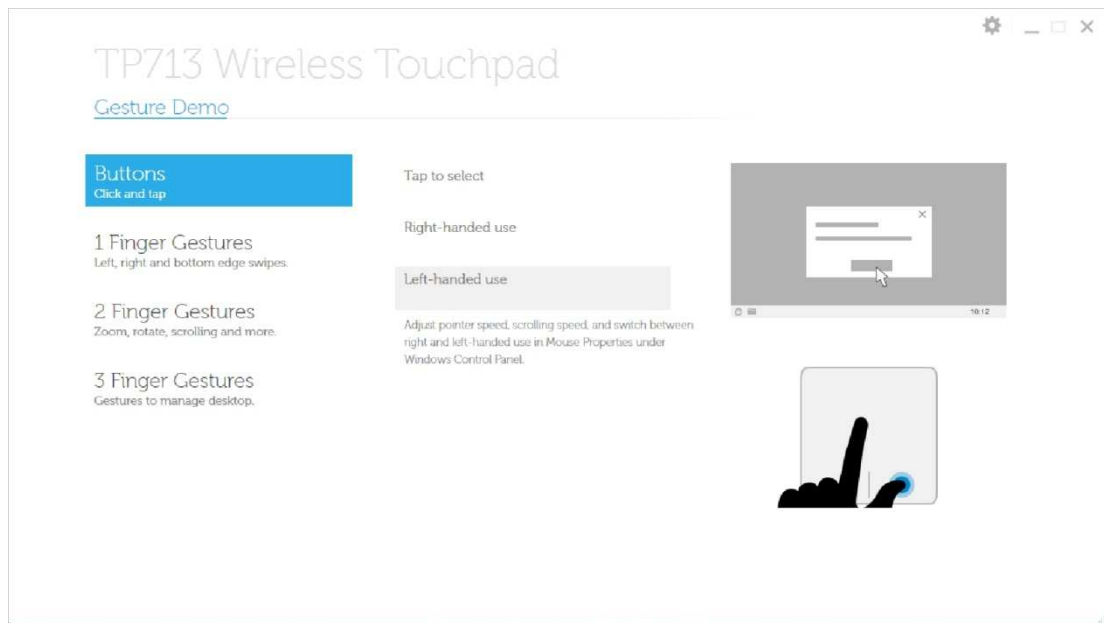 TP713 Wireless Touchpad
Gesture Demo
Buttons
Click and tap
1 Finger Gestures
Left, right and bottom edge swipes.
2 Finger Gestures
Zoom, rotate, scrolling and more.
3 Finger Gestures
Gestures to manage desktop.
Tap to select
Right-handed use
Left-handed use
Adjust pointer speed, scrolling speed, and switch between
right and left-handed use in Mouse Properties under
Windows Control Panel.
10:12